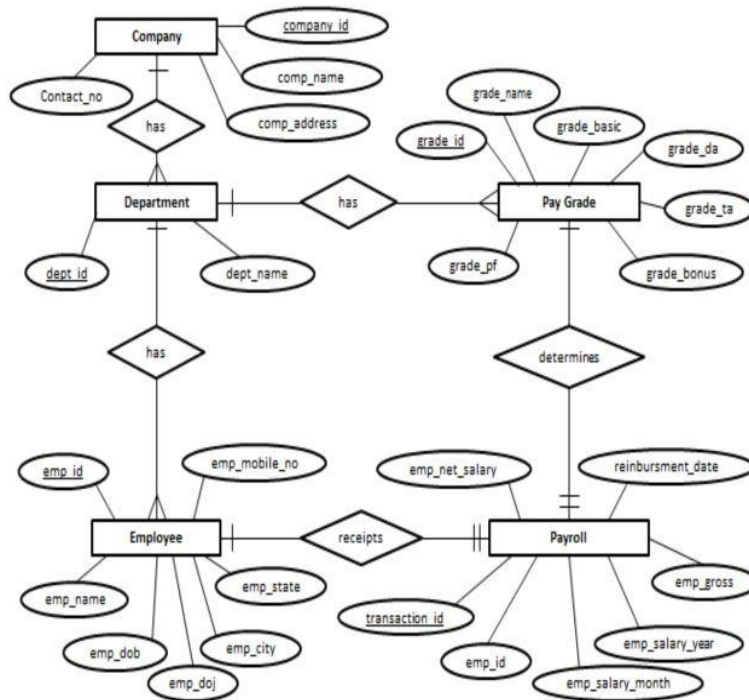 company_id
Company
comp_name
Contact_no
comp_address
has
grade_name
grade_basic
grade_id
grade_da
Department
has
Pay Grade
grade_ta
dept_id
dept_name
grade_pf
grade_bonus
has
determines
emp_id
emp_mobile_no
emp_net_salary
reinbursment_date
Employee
receipts
Payroll
emp_name
emp_state
emp_gross
emp_dob
emp_city
transaction_id
emp_doj
emp_id
emp_salary_year
emp_salary_month